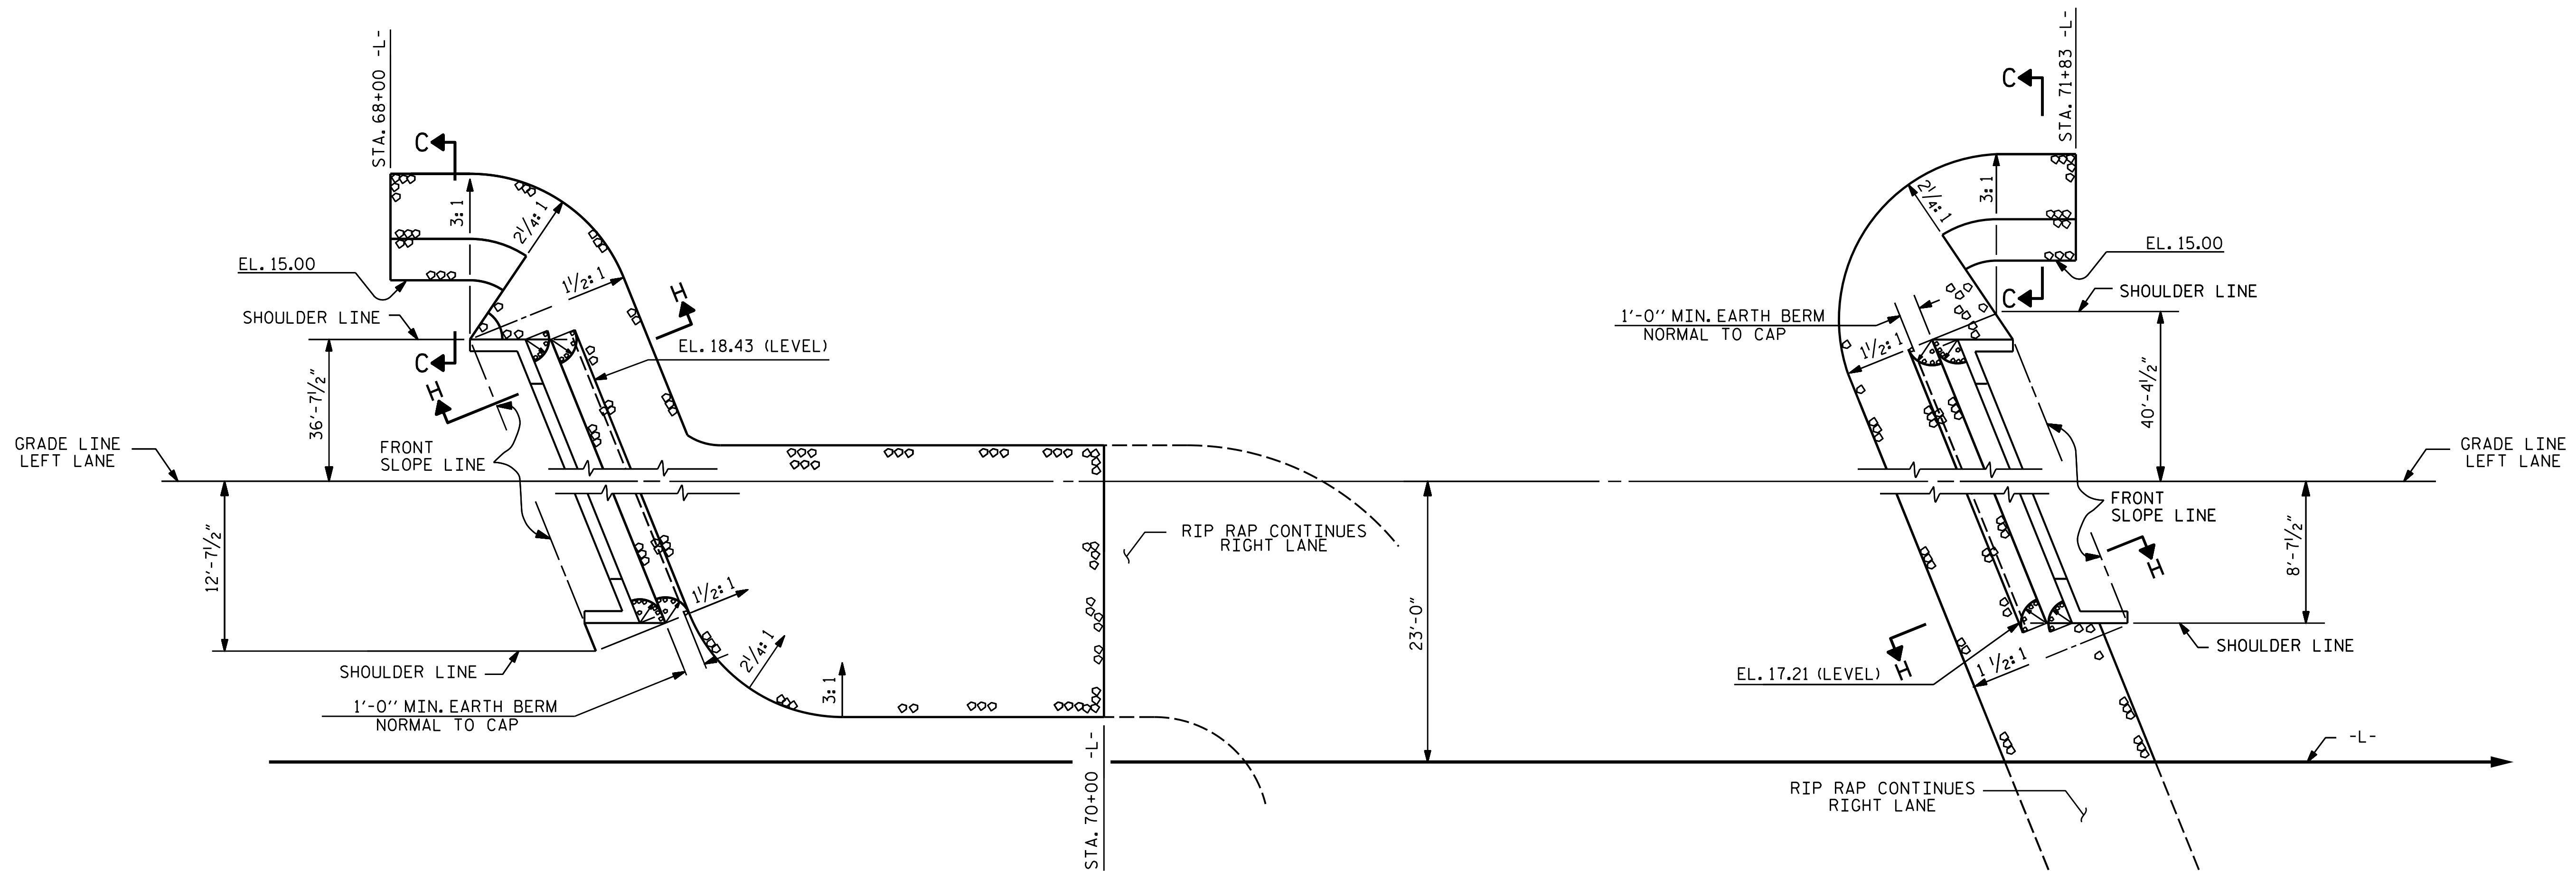 STA. 68+00 -L-
C
3:1
2 1/4:1
EL. 15.00
SHOULDER LINE
1 1/2:1
H
EL. 18.43 (LEVEL)
C
H
36'-7 1/2"
GRADE LINE
LEFT LANE
FRONT
SLOPE LINE
12'-7 1/2"
SHOULDER LINE
1'-0" MIN. EARTH BERM
NORMAL TO CAP
1 1/2:1
2 1/4:1
3:1
RIP RAP CONTINUES
RIGHT LANE
STA. 70+00 -L-
23'-0"
STA. 71+83 -L-
C
3:1
2 1/4:1
EL. 15.00
C
SHOULDER LINE
1'-0" MIN. EARTH BERM
NORMAL TO CAP
1 1/2:1
40'-4 1/2"
GRADE LINE
LEFT LANE
FRONT
SLOPE LINE
8'-7 1/2"
H
SHOULDER LINE
H
EL. 17.21 (LEVEL)
1 1/2:1
-L-
RIP RAP CONTINUES
RIGHT LANE